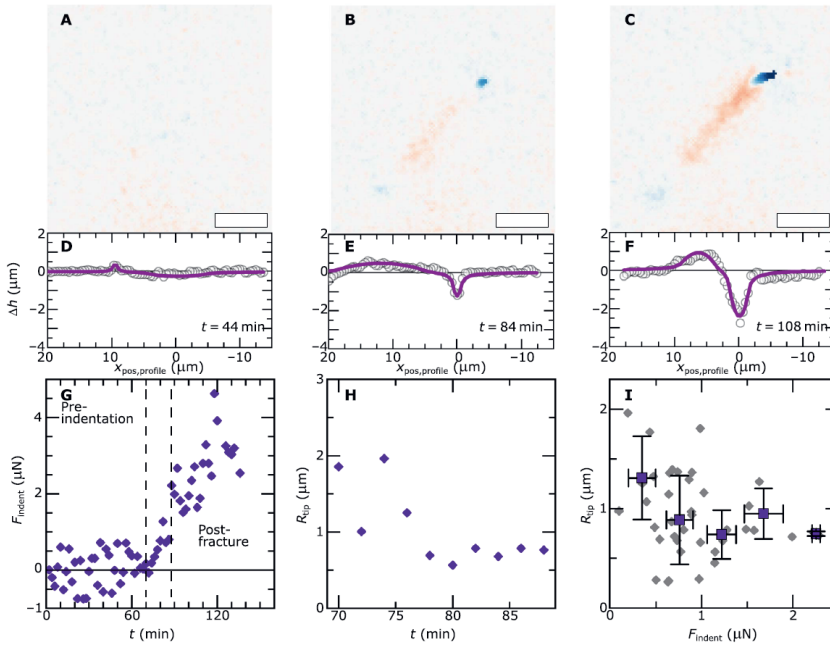 A
B
C
D
E
F
2
0
−2
−4
Δh (μm)
t = 44 min
t = 84 min
t = 108 min
20
10
0
−10
20
10
0
−10
20
10
0
−10
x_pos,profile (μm)
x_pos,profile (μm)
x_pos,profile (μm)
2
0
−2
−4
2
0
−2
−4
G
Pre-
indentation
Post-
fracture
4
2
0
−1
F_indent (μN)
0
60
120
t (min)
H
3
2
1
0
R_tip (μm)
70
75
80
85
t (min)
I
2
1
0
R_tip (μm)
0
1
2
F_indent (μN)